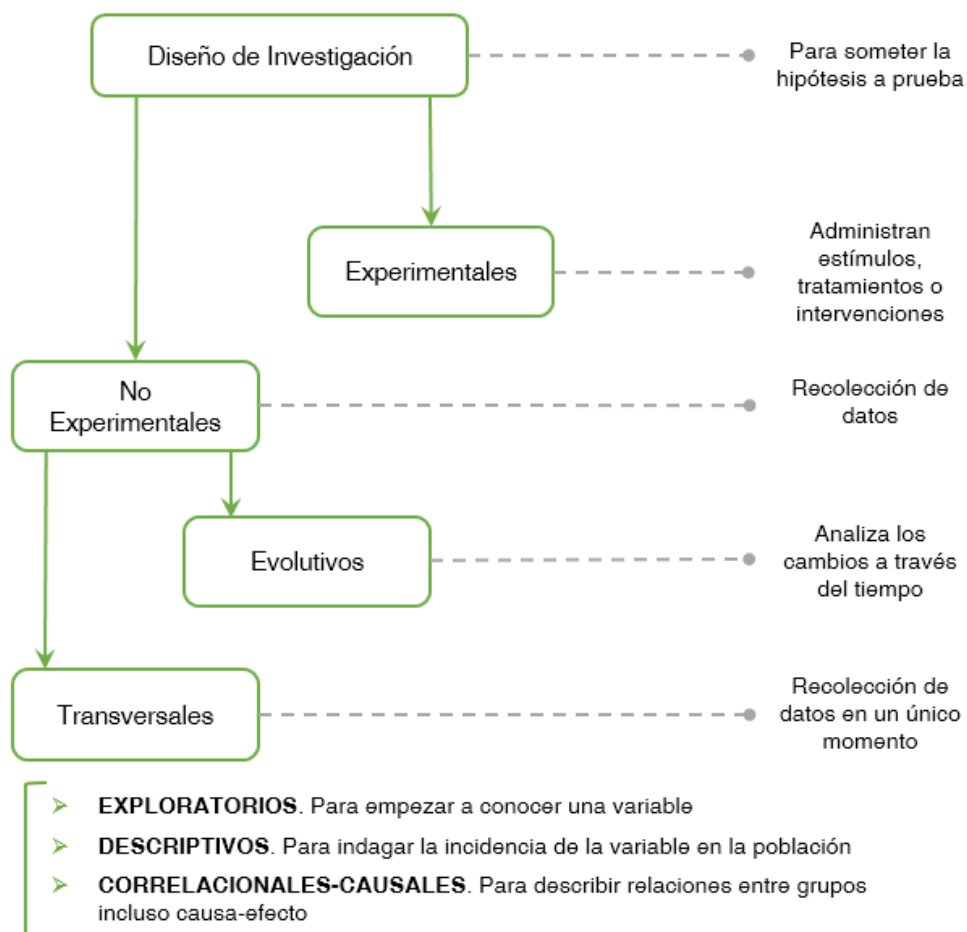 Diseño de Investigación
Para someter la
hipótesis a prueba
Experimentales
Administran
estímulos,
tratamientos o
intervenciones
No
Experimentales
Recolección de
datos
Evolutivos
Analiza los
cambios a través
del tiempo
Transversales
Recolección de
datos en un único
momento
➢ EXPLORATORIOS. Para empezar a conocer una variable
➢ DESCRIPTIVOS. Para indagar la incidencia de la variable en la población
➢ CORRELACIONALES-CAUSALES. Para describir relaciones entre grupos
incluso causa-efecto